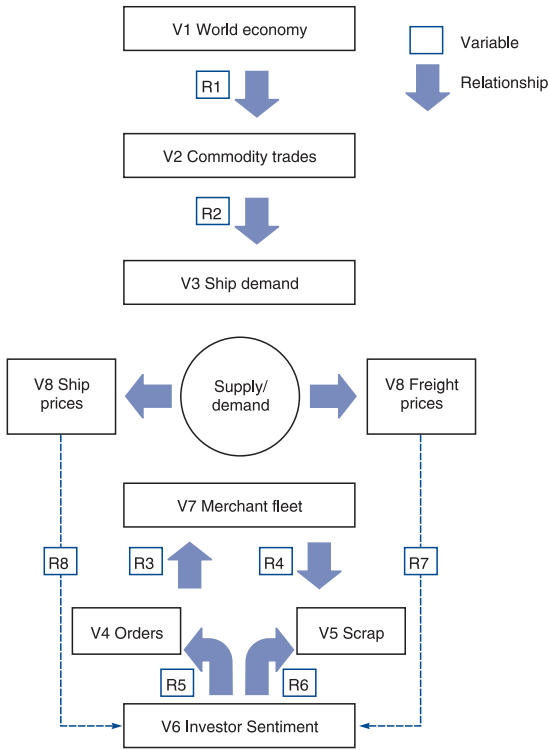 V1 World economy
Variable
R1
Relationship
V2 Commodity trades
R2
V3 Ship demand
V8 Ship
prices
Supply/
demand
V8 Freight
prices
V7 Merchant fleet
R8
R3
R4
R7
V4 Orders
V5 Scrap
R5
R6
V6 Investor Sentiment